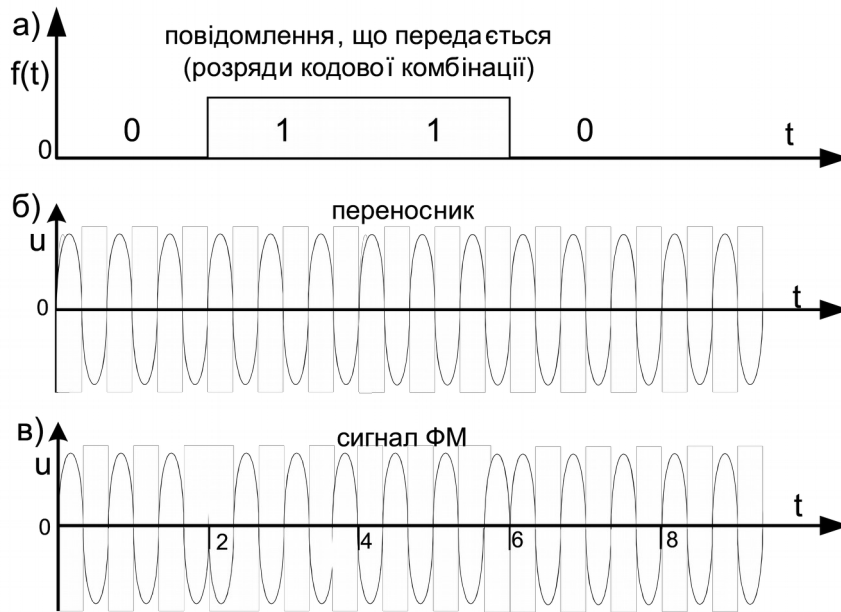 а)
повідомлення, що передається
(розряди кодової комбінації)
f(t)
0 1 1 0 t
0
б)
переносник
u
t
0
в)
сигнал ФМ
u
t
0
2 4 6 8